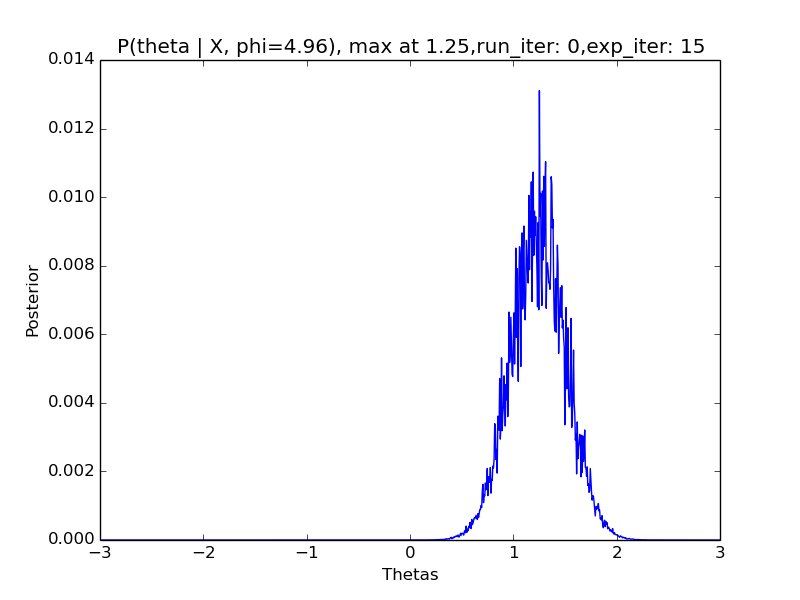 P(theta | X, phi=4.96), max at 1.25,run_iter: 0,exp_iter: 15
0.014
0.012
0.010
0.008
0.006
0.004
0.002
0.000
Posterior
−3 −2 −1 0 1 2 3
Thetas